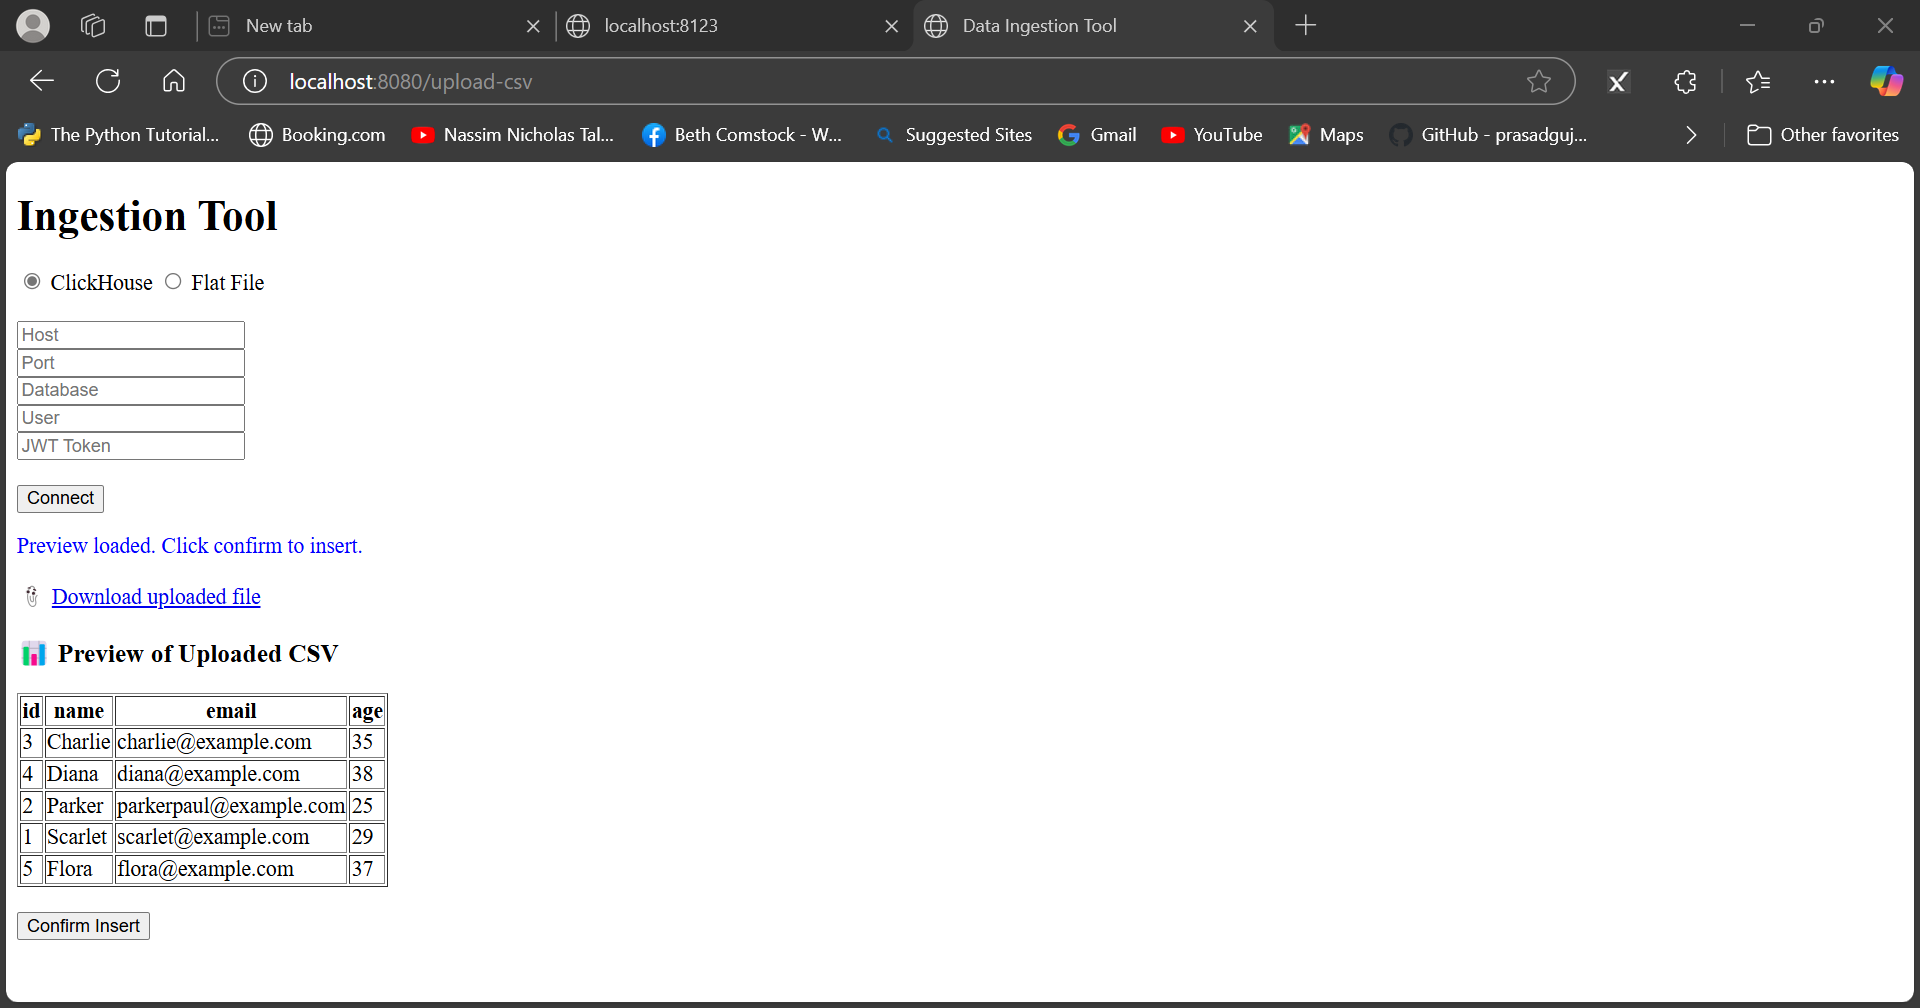 New tab
localhost:8123
Data Ingestion Tool
localhost:8080/upload-csv
The Python Tutorial... Booking.com Nassim Nicholas Tal... Beth Comstock - W... Suggested Sites Gmail YouTube Maps GitHub - prasadguj... Other favorites
Ingestion Tool
ClickHouse Flat File
Host
Port
Database
User
JWT Token
Connect
Preview loaded. Click confirm to insert.
Download uploaded file
Preview of Uploaded CSV
id name email age
3 Charlie charlie@example.com 35
4 Diana diana@example.com 38
2 Parker parkerpaul@example.com 25
1 Scarlet scarlet@example.com 29
5 Flora flora@example.com 37
Confirm Insert